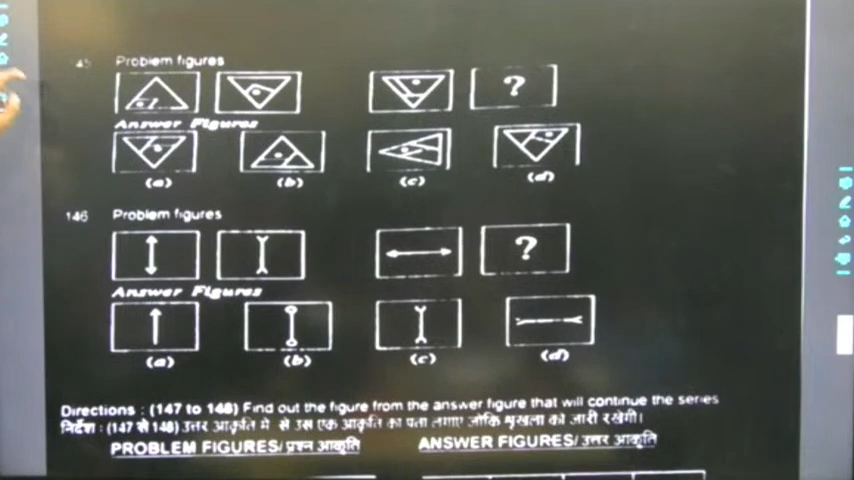 45 Problem figures
?
Answer Figures
(a) (b) (c) (d)
146 Problem figures
?
Answer Figures
(a) (b) (c) (d)
Directions : (147 to 148) Find out the figure from the answer figure that will continue the series
निर्देश : (147 से 148) उत्तर आकृति में से उस एक आकृति का पता लगाए जोकि श्रृंखला को जारी रखेगी।
PROBLEM FIGURES/ प्रश्न आकृति ANSWER FIGURES/ उत्तर आकृति